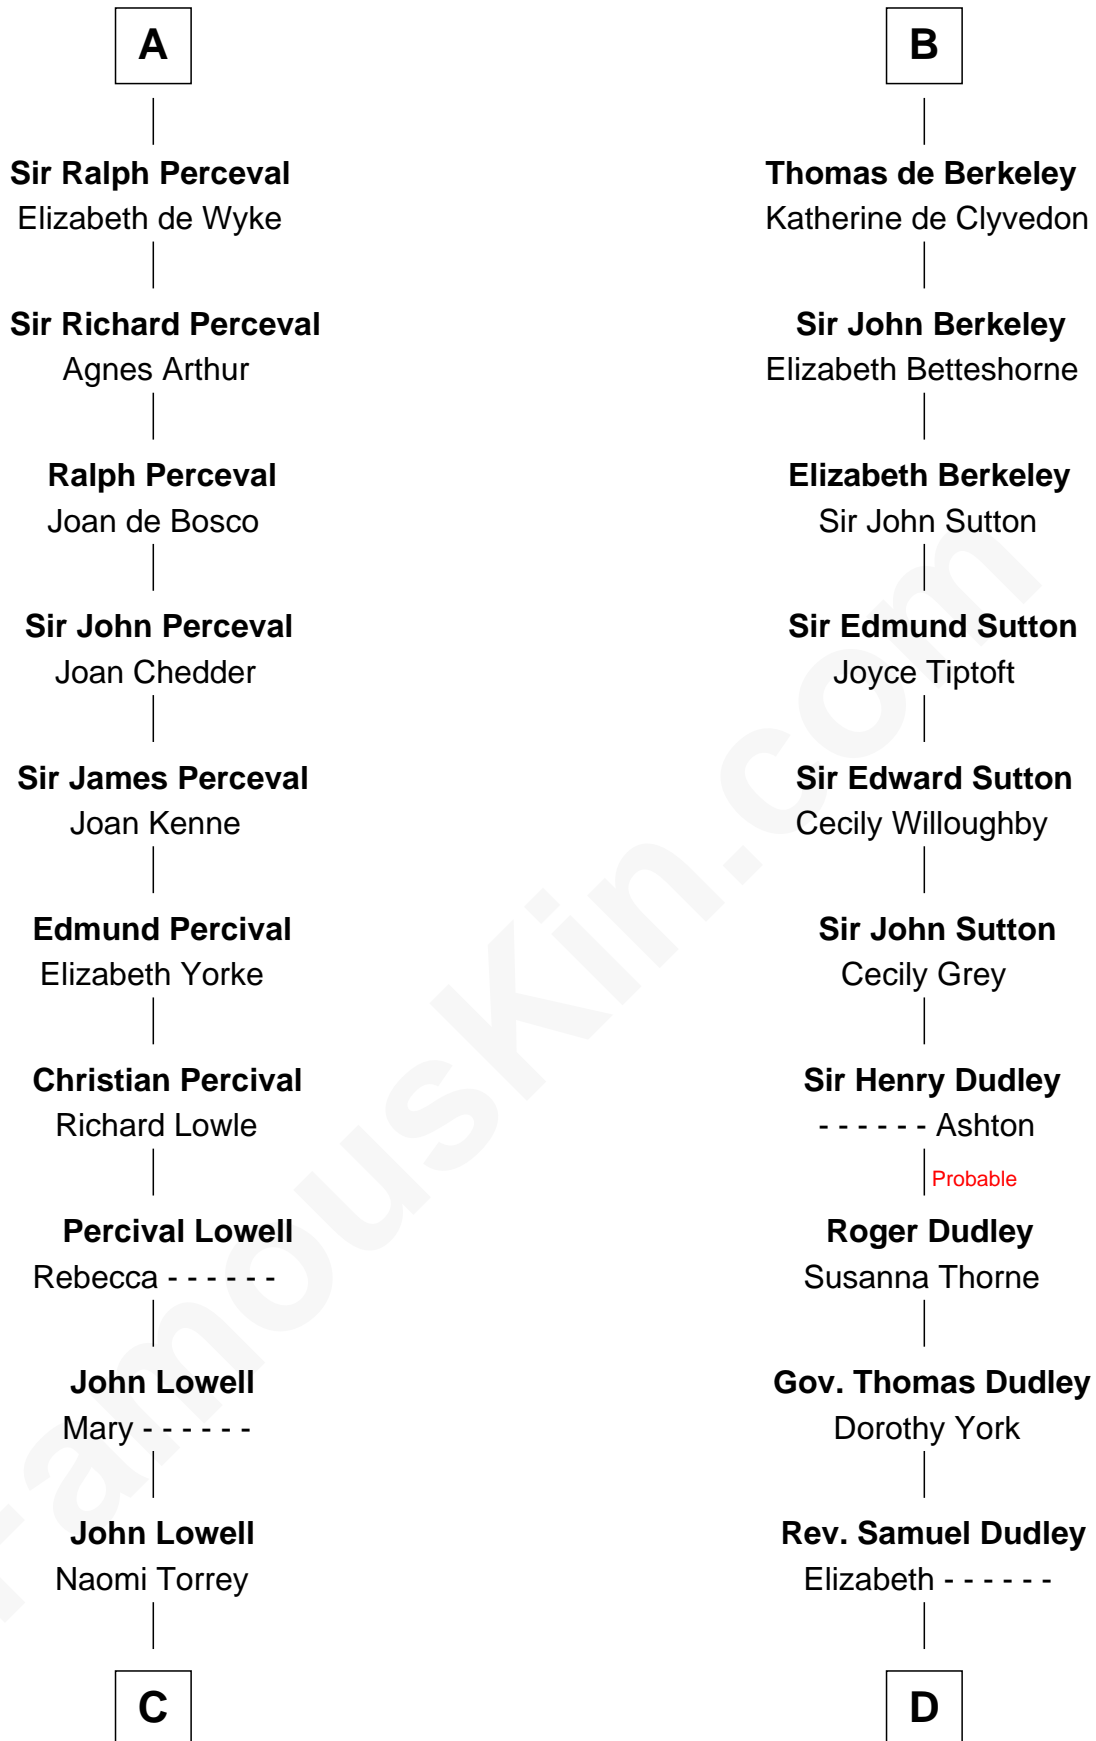 A
Sir Ralph Perceval
Elizabeth de Wyke
Sir Richard Perceval
Agnes Arthur
Ralph Perceval
Joan de Bosco
Sir John Perceval
Joan Chedder
Sir James Perceval
Joan Kenne
Edmund Percival
Elizabeth Yorke
Christian Percival
Richard Lowle
Percival Lowell
Rebecca - - - - - -
John Lowell
Mary - - - - - -
John Lowell
Naomi Torrey
C
B
Thomas de Berkeley
Katherine de Clyvedon
Sir John Berkeley
Elizabeth Betteshorne
Elizabeth Berkeley
Sir John Sutton
Sir Edmund Sutton
Joyce Tiptoft
Sir Edward Sutton
Cecily Willoughby
Sir John Sutton
Cecily Grey
Sir Henry Dudley
- - - - - - Ashton
Probable
Roger Dudley
Susanna Thorne
Gov. Thomas Dudley
Dorothy York
Rev. Samuel Dudley
Elizabeth - - - - - -
D
FamousKin.com